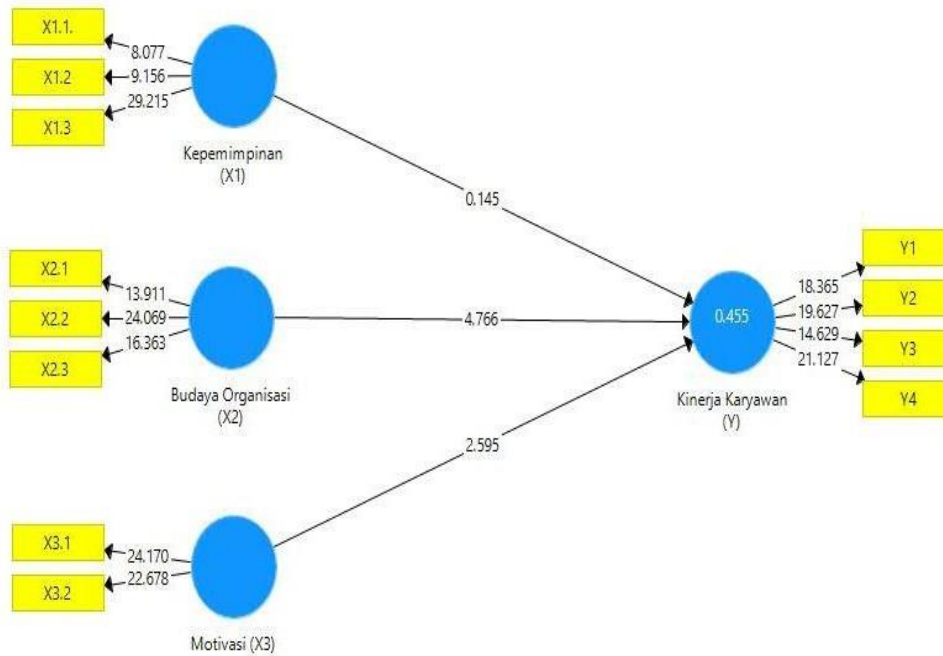 X1.1.
8.077
X1.2
9.156
X1.3
29.215
Kepemimpinan
(X1)
0.145
X2.1
13.911
X2.2
24.069
X2.3
16.363
Budaya Organisasi
(X2)
4.766
X3.1
24.170
X3.2
22.678
Motivasi (X3)
2.595
0.455
Kinerja Karyawan
(Y)
Y1
18.365
Y2
19.627
Y3
14.629
Y4
21.127